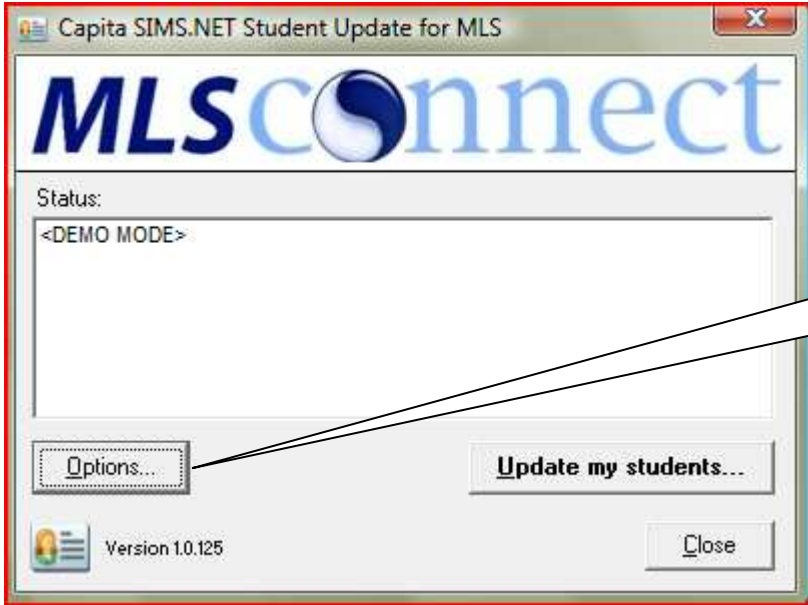 Capita SIMS.NET Student Update for MLS
MLSconnect
Status:
<DEMO MODE>
Options...
Update my students...
Version 1.0.125
Close